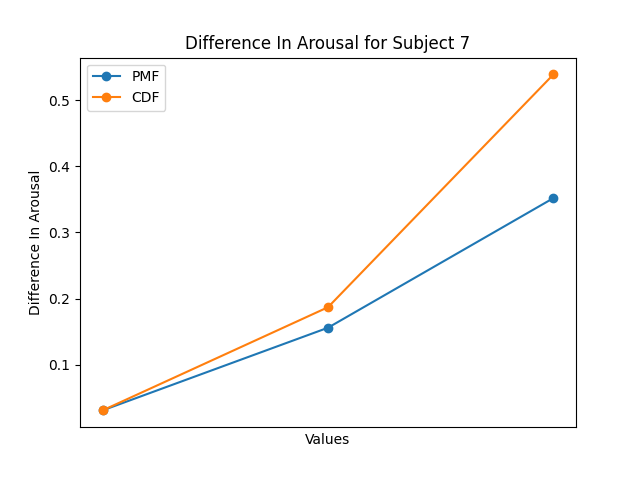 Difference In Arousal for Subject 7
PMF
CDF
0.5
0.4
0.3
0.2
0.1
Difference In Arousal
Values